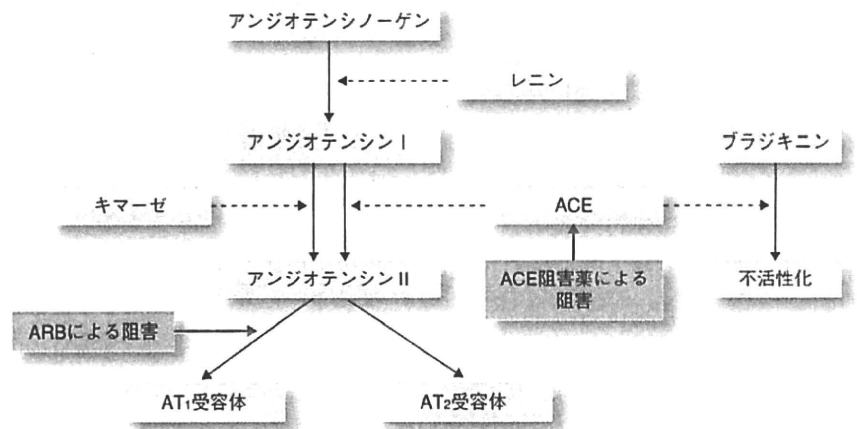 アンジオテンシノーゲン
レニン
アンジオテンシン I
ブラジキニン
キマーゼ
ACE
アンジオテンシン II
ACE阻害薬による
阻害
不活性化
ARBによる阻害
AT₁受容体
AT₂受容体